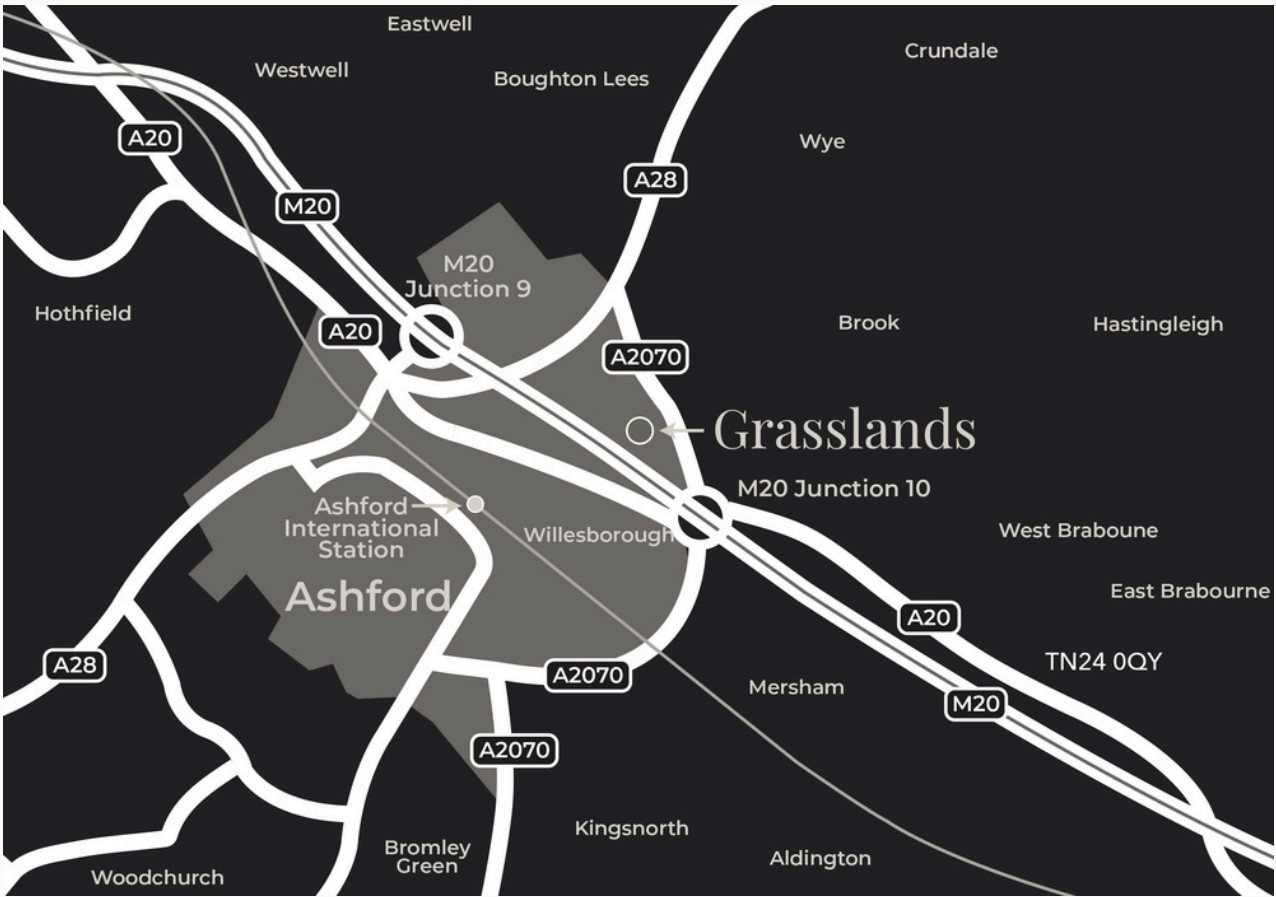 Eastwell
Crundale
Westwell
Boughton Lees
A20
Wye
A28
M20
M20
Junction 9
Hothfield
A20
Brook
Hastingleigh
A2070
Grasslands
M20 Junction 10
Ashford
International
Station
Willesborough
West Braboune
East Brabourne
Ashford
A20
TN24 0QY
A28
A2070
Mersham
M20
A2070
Kingsnorth
Bromley
Green
Aldington
Woodchurch